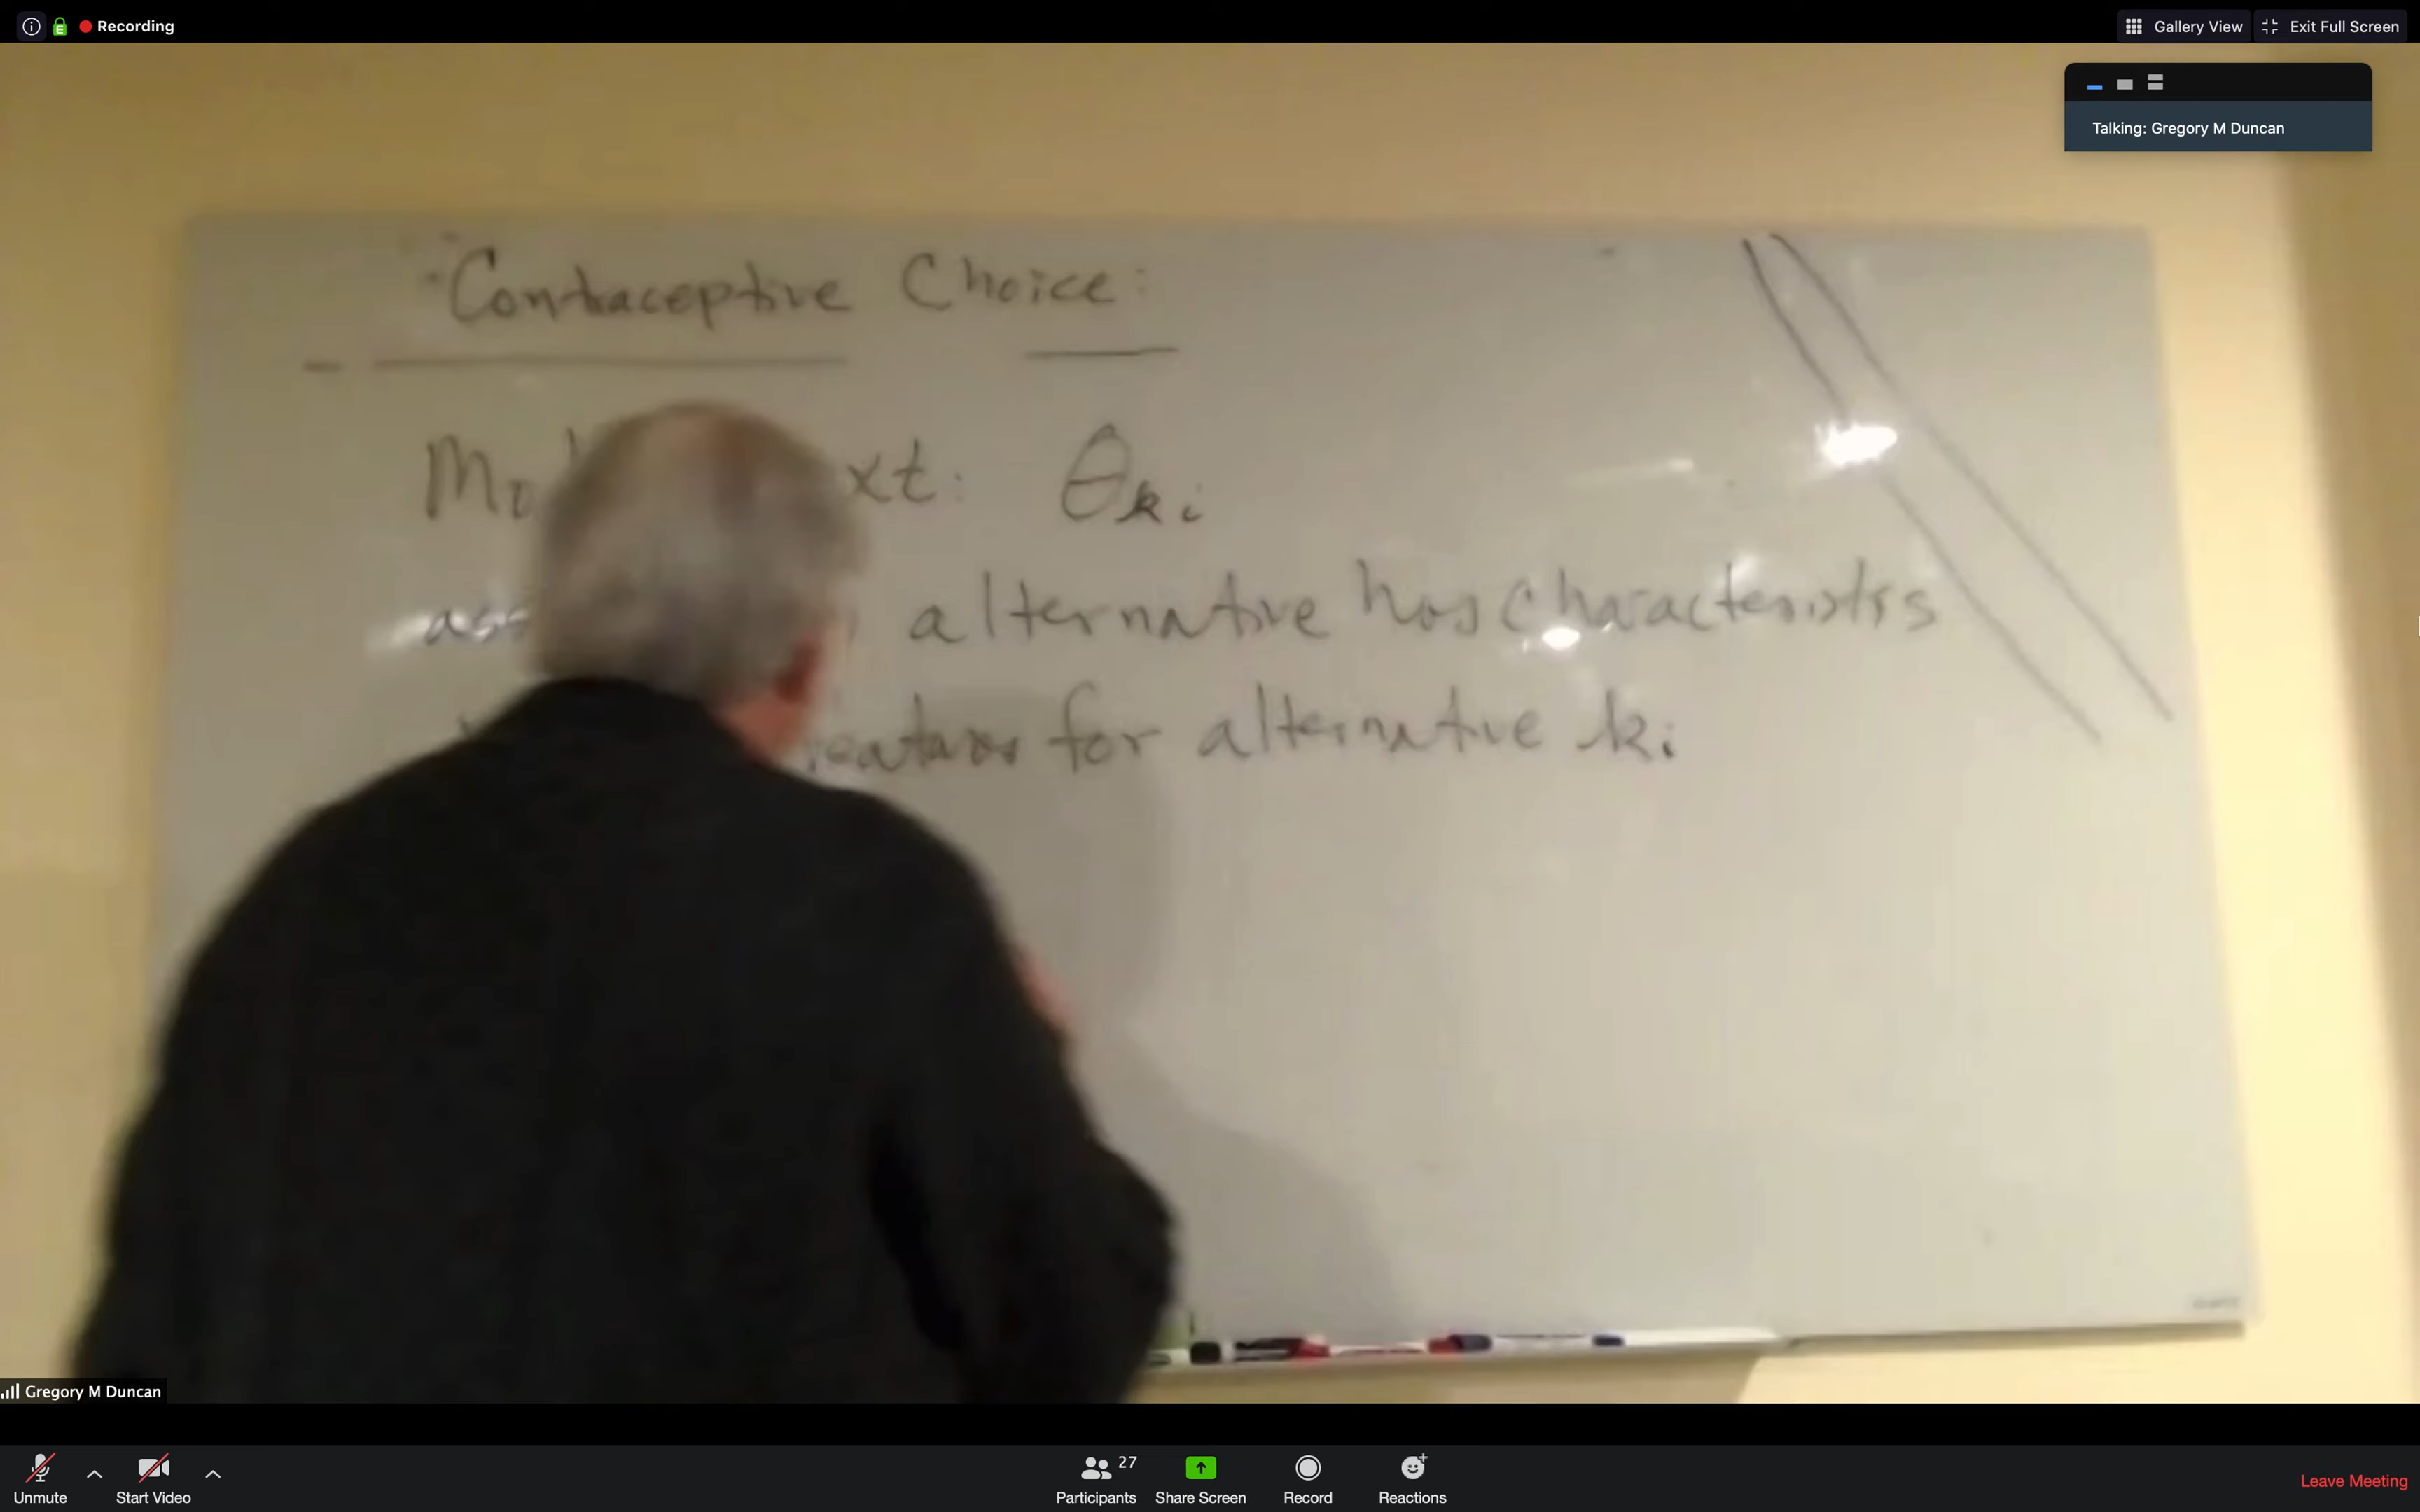 Recording
Gallery View
Exit Full Screen
Talking: Gregory M Duncan
Contraceptive Choice:
xt: θki
alternative has characteristics
for alternative ki
Gregory M Duncan
Unmute
Start Video
27
Participants
Share Screen
Record
Reactions
Leave Meeting